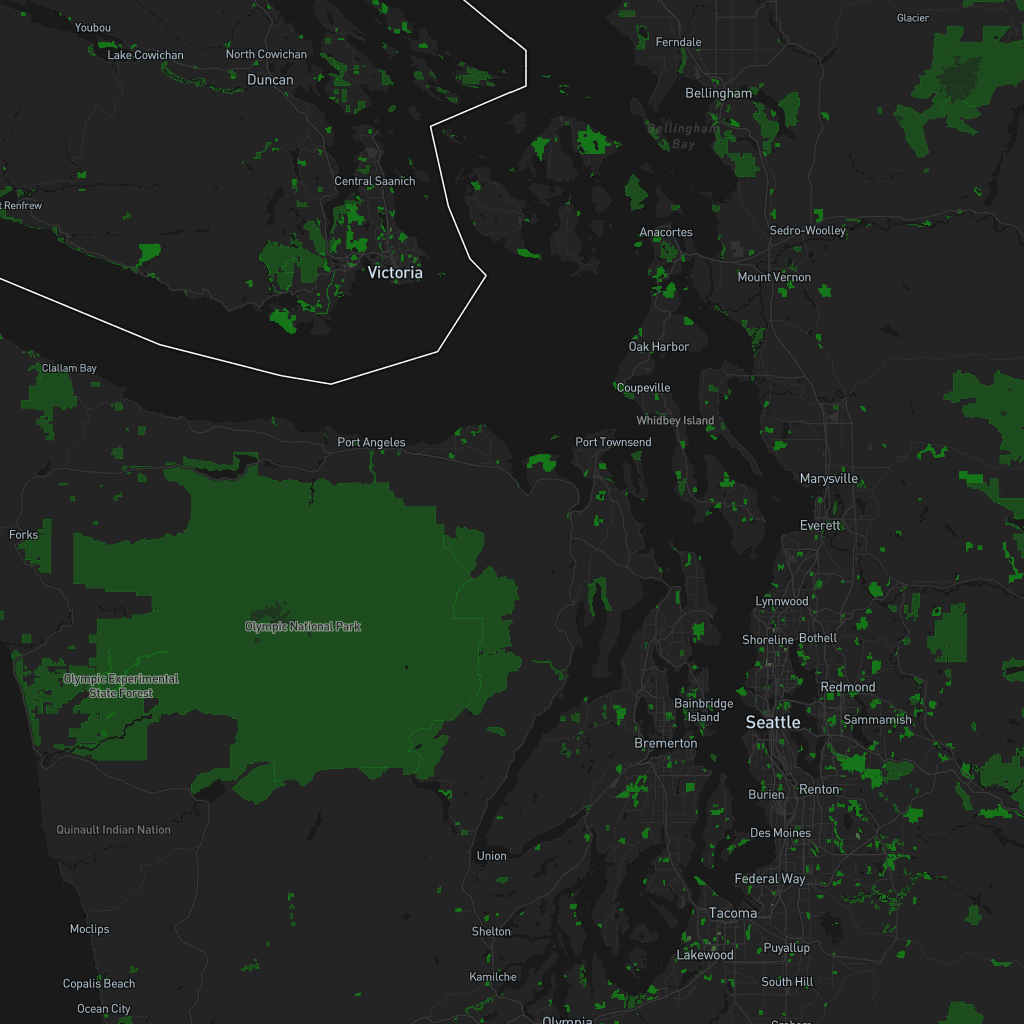 Glacier
Youbou
Ferndale
Lake Cowichan
North Cowichan
Duncan
Bellingham
Bellingham
Bay
Central Saanich
t Renfrew
Anacortes
Sedro-Woolley
Victoria
Mount Vernon
Oak Harbor
Clallam Bay
Coupeville
Whidbey Island
Port Angeles
Port Townsend
Marysville
Everett
Forks
Lynnwood
Olympic National Park
Shoreline
Bothell
Olympic Experimental
State Forest
Redmond
Bainbridge
Island
Seattle
Sammamish
Bremerton
Renton
Burien
Quinault Indian Nation
Des Moines
Union
Federal Way
Tacoma
Moclips
Shelton
Puyallup
Lakewood
Kamilche
Copalis Beach
South Hill
Ocean City
Olympia
Graham